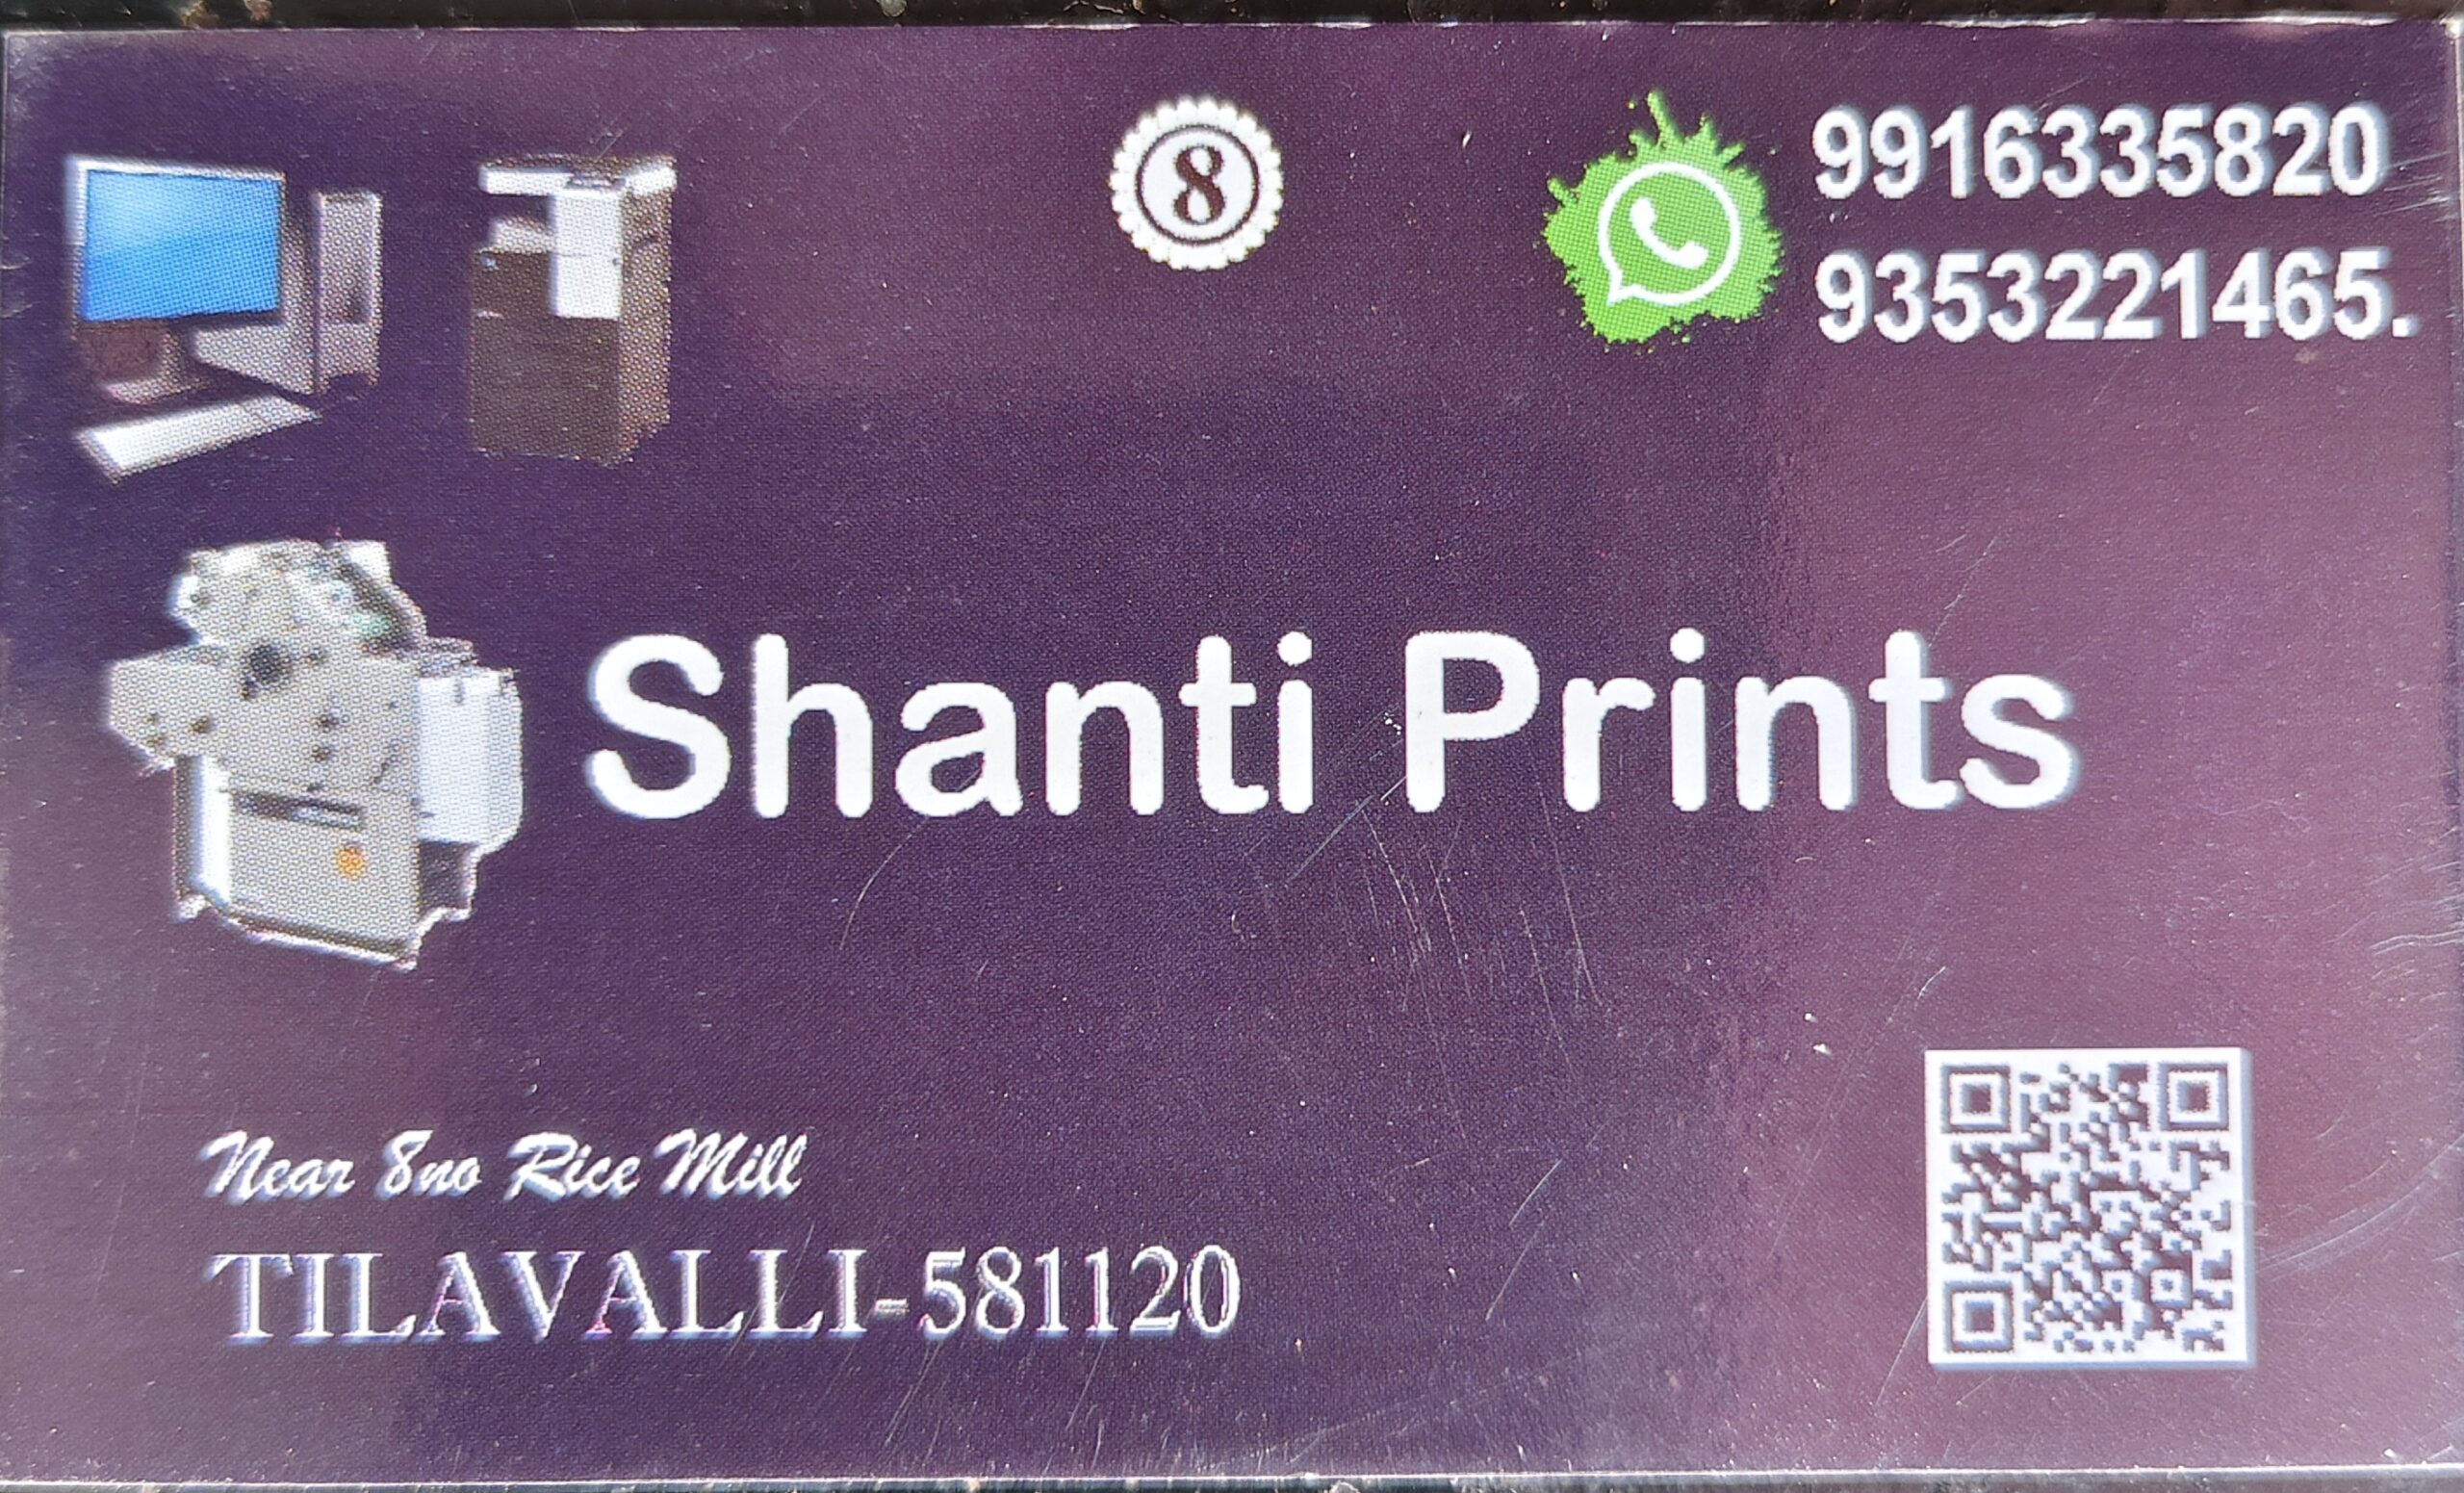 8
9916335820
9353221465.
Shanti Prints
Near 8no Rice Mill
TILAVALLI-581120